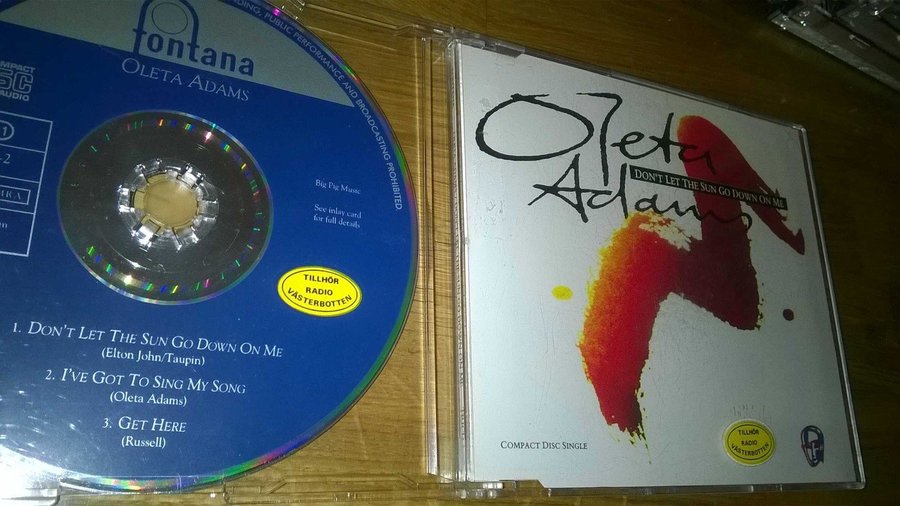 fontana
OLETA ADAMS
PUBLIC PERFORMANCE AND BROADCASTING PROHIBITED.
COMPACT
DISC
AUDIO
Big Pig Music
See inlay card
for full details
TILLHÖR
RADIO
VÄSTERBOTTEN
1. DON'T LET THE SUN GO DOWN ON ME
(Elton John/Taupin)
2. I'VE GOT TO SING MY SONG
(Oleta Adams)
3. GET HERE
(Russell)
Oleta
Adams
DON'T LET THE SUN GO DOWN ON ME
COMPACT DISC SINGLE
TILLHÖR
RADIO
VÄSTERBOTTEN